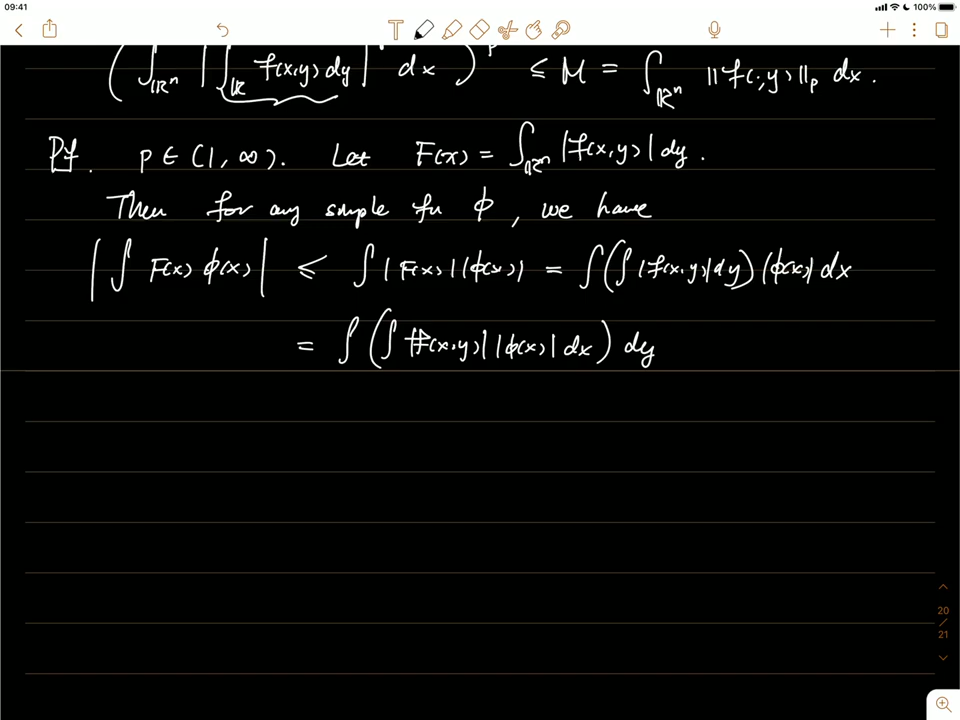 09:41 100%
( ∫_{ℝⁿ} | ∫_ℝ f(x,y) dy |^p dx )^{1/p} ≤ M = ∫_{ℝⁿ} ||f(·,y)||_p dx.
Pf. p ∈ (1, ∞). Let F(x) = ∫_{ℝⁿ} |f(x,y)| dy.
Then for any simple fn ϕ, we have
| ∫ F(x) ϕ(x) | ≤ ∫ |F(x)| |ϕ(x)| = ∫ ( ∫ |f(x,y)| dy ) |ϕ(x)| dx
= ∫ ( ∫ |f(x,y)| |ϕ(x)| dx ) dy
20
/
21